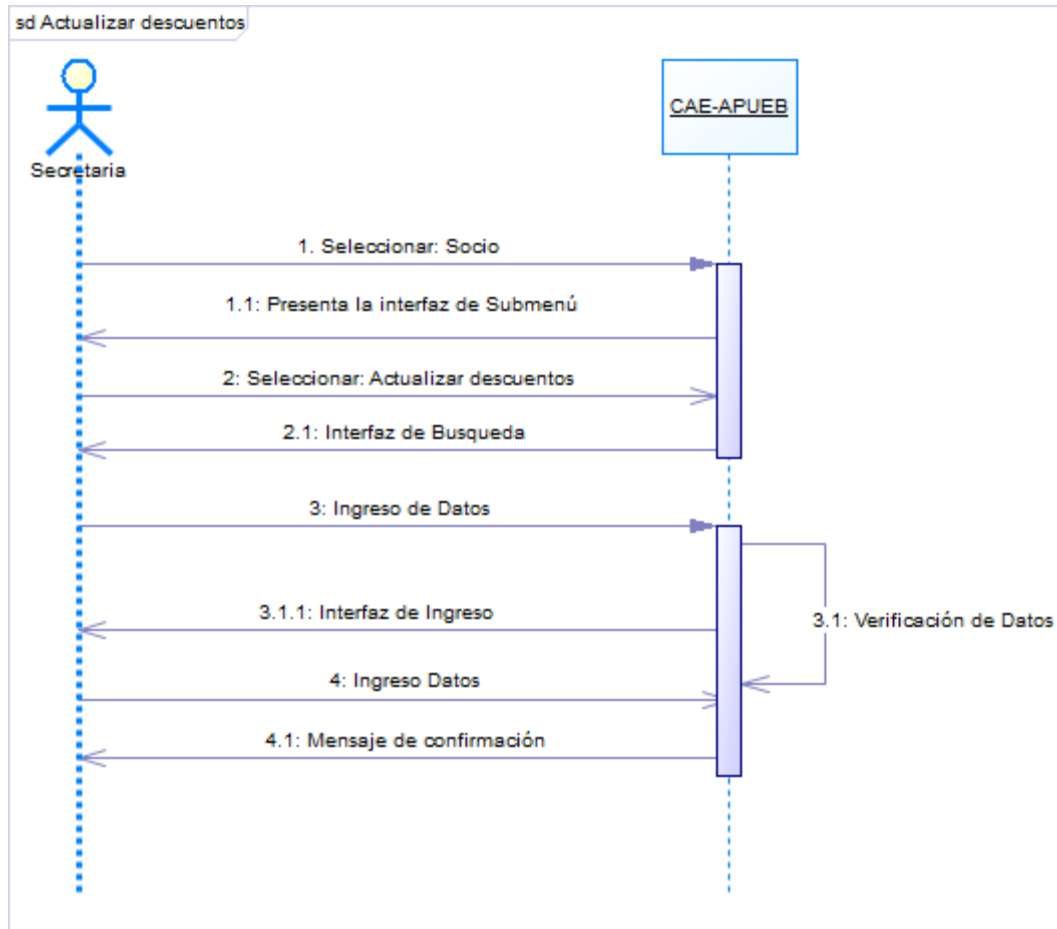 sd Actualizar descuentos
CAE-APUEB
Secretaria
1. Seleccionar: Socio
1.1: Presenta la interfaz de Submenú
2: Seleccionar: Actualizar descuentos
2.1: Interfaz de Busqueda
3: Ingreso de Datos
3.1.1: Interfaz de Ingreso
3.1: Verificación de Datos
4: Ingreso Datos
4.1: Mensaje de confirmación